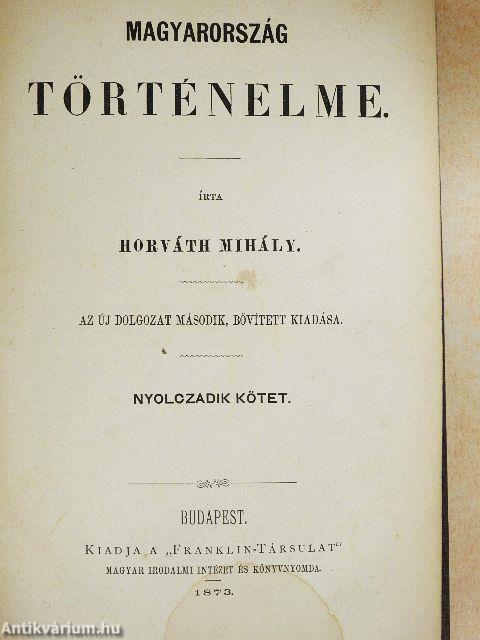 MAGYARORSZÁG
TÖRTÉNELME.
ÍRTA
HORVÁTH MIHÁLY.
AZ ÚJ DOLGOZAT MÁSODIK, BŐVÍTETT KIADÁSA.
NYOLCZADIK KÖTET.
BUDAPEST.
KIADJA A „FRANKLIN-TÁRSULAT“
MAGYAR IRODALMI INTÉZET ÉS KÖNYVNYOMDA.
1873.
Antikvárium.hu